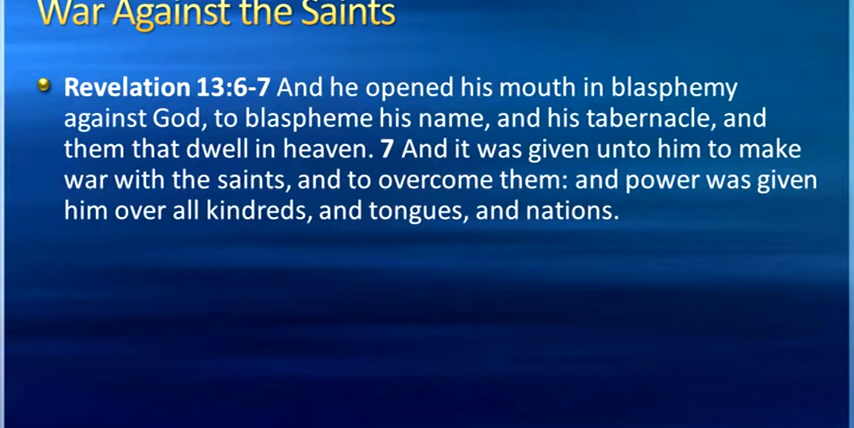 War Against the Saints
Revelation 13:6-7 And he opened his mouth in blasphemy
against God, to blaspheme his name, and his tabernacle, and
them that dwell in heaven. 7 And it was given unto him to make
war with the saints, and to overcome them: and power was given
him over all kindreds, and tongues, and nations.